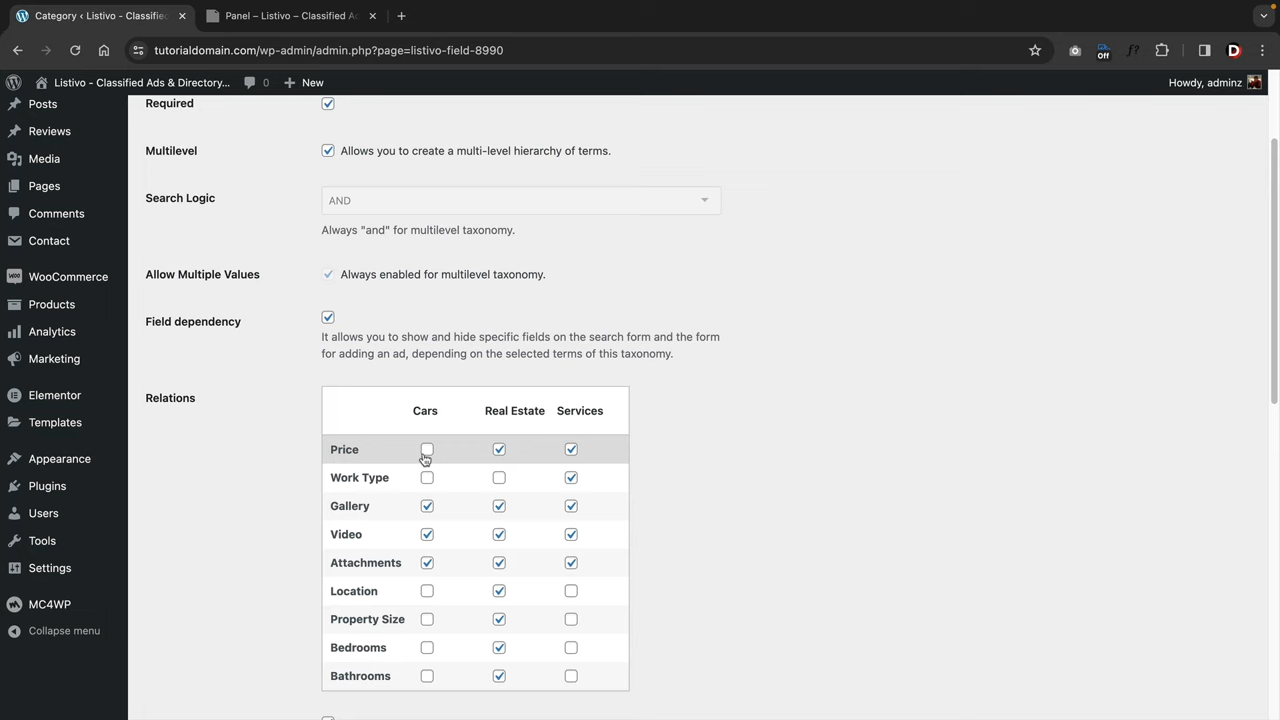 Category ‹ Listivo – Classified
Panel – Listivo – Classified Ad
tutorialdomain.com/wp-admin/admin.php?page=listivo-field-8990
Off
f?
D
Listivo - Classified Ads & Directory...
0
New
Howdy, adminz
Posts
Reviews
Media
Pages
Comments
Contact
WooCommerce
Products
Analytics
Marketing
Elementor
Templates
Appearance
Plugins
Users
Tools
Settings
MC4WP
Collapse menu
Required
Multilevel
Allows you to create a multi-level hierarchy of terms.
Search Logic
AND
Always "and" for multilevel taxonomy.
Allow Multiple Values
Always enabled for multilevel taxonomy.
Field dependency
It allows you to show and hide specific fields on the search form and the form
for adding an ad, depending on the selected terms of this taxonomy.
Relations
Cars Real Estate Services
Price
Work Type
Gallery
Video
Attachments
Location
Property Size
Bedrooms
Bathrooms